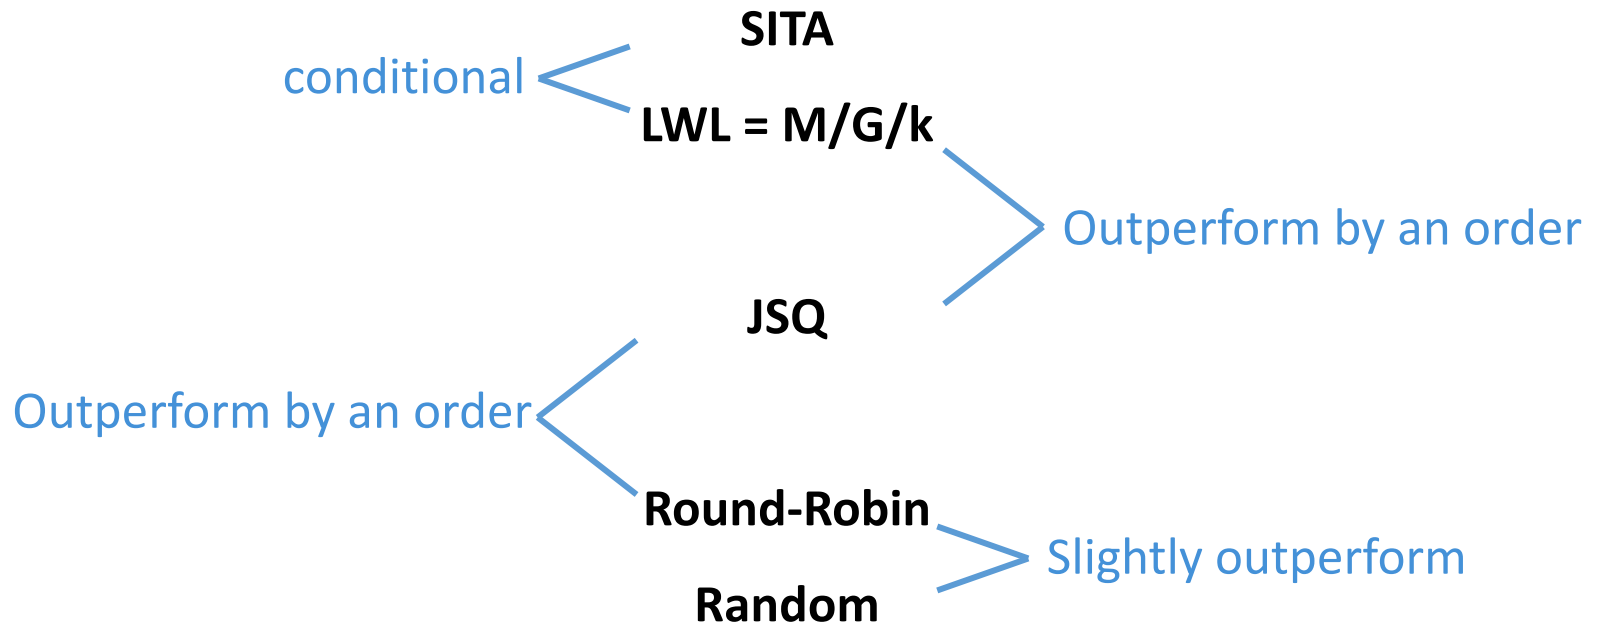 SITA
conditional
LWL = M/G/k
Outperform by an order
JSQ
Outperform by an order
Round-Robin
Slightly outperform
Random